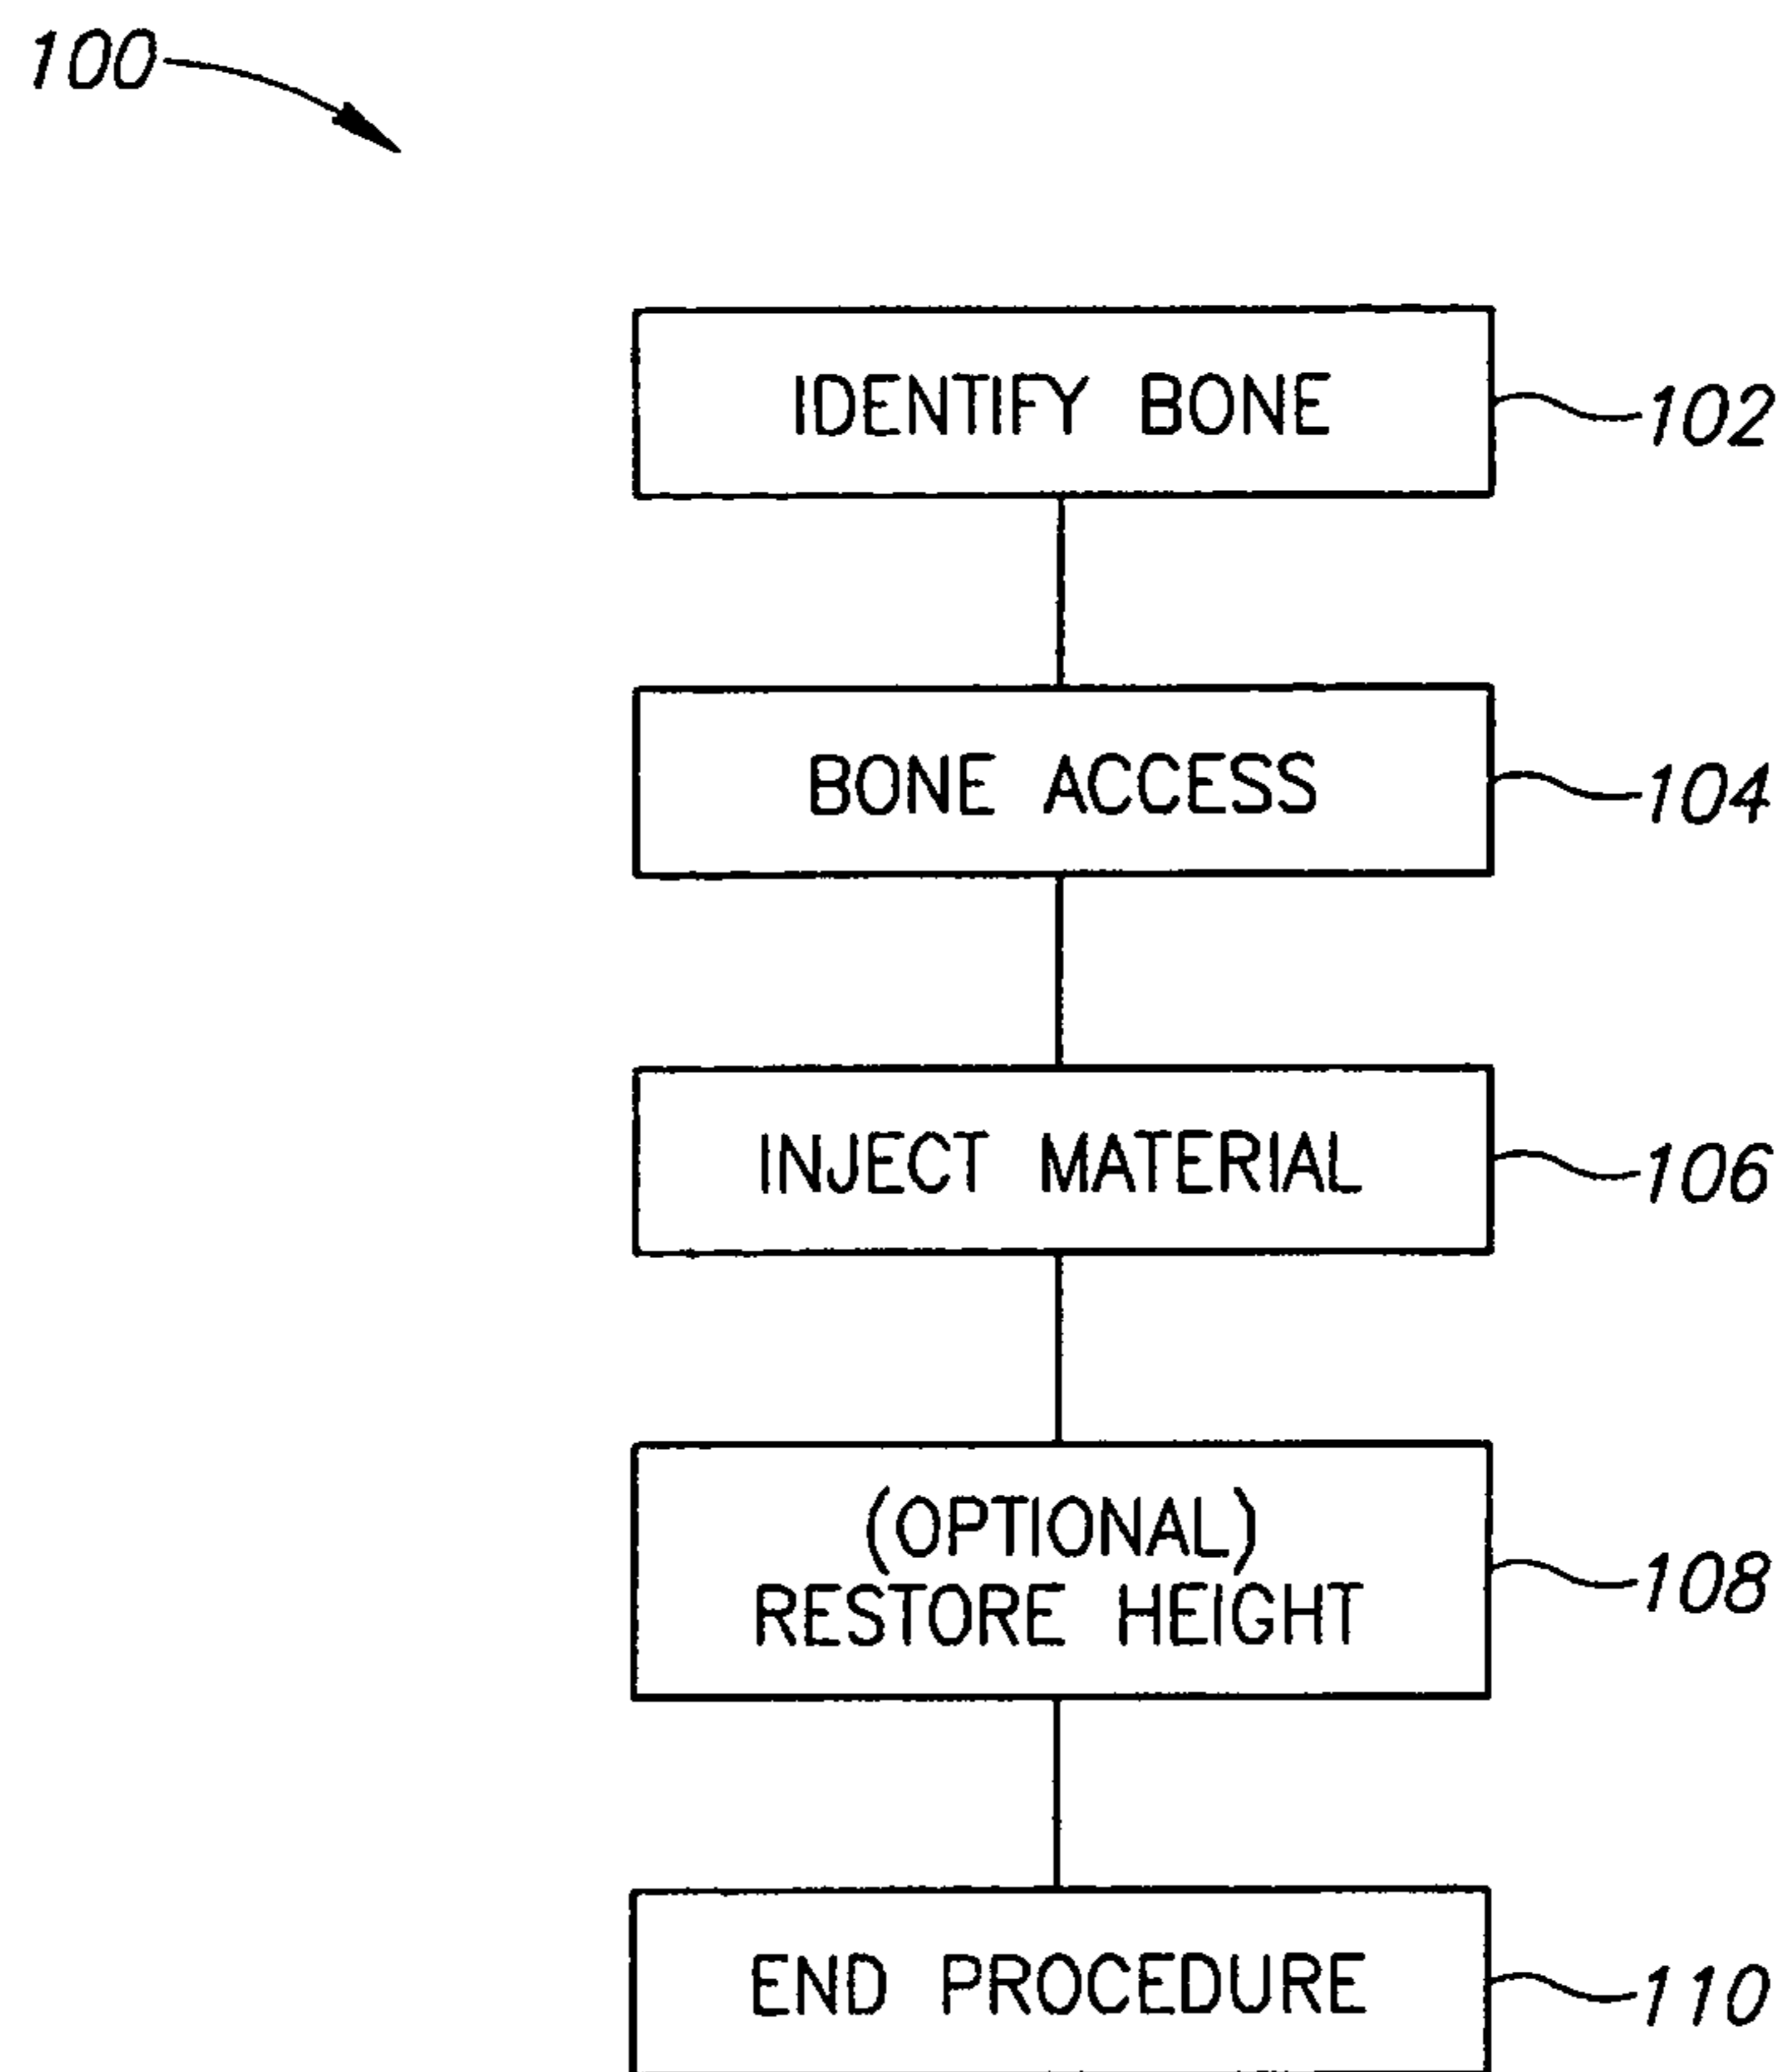 100
IDENTIFY BONE
102
BONE ACCESS
104
INJECT MATERIAL
106
(OPTIONAL)
RESTORE HEIGHT
108
END PROCEDURE
110